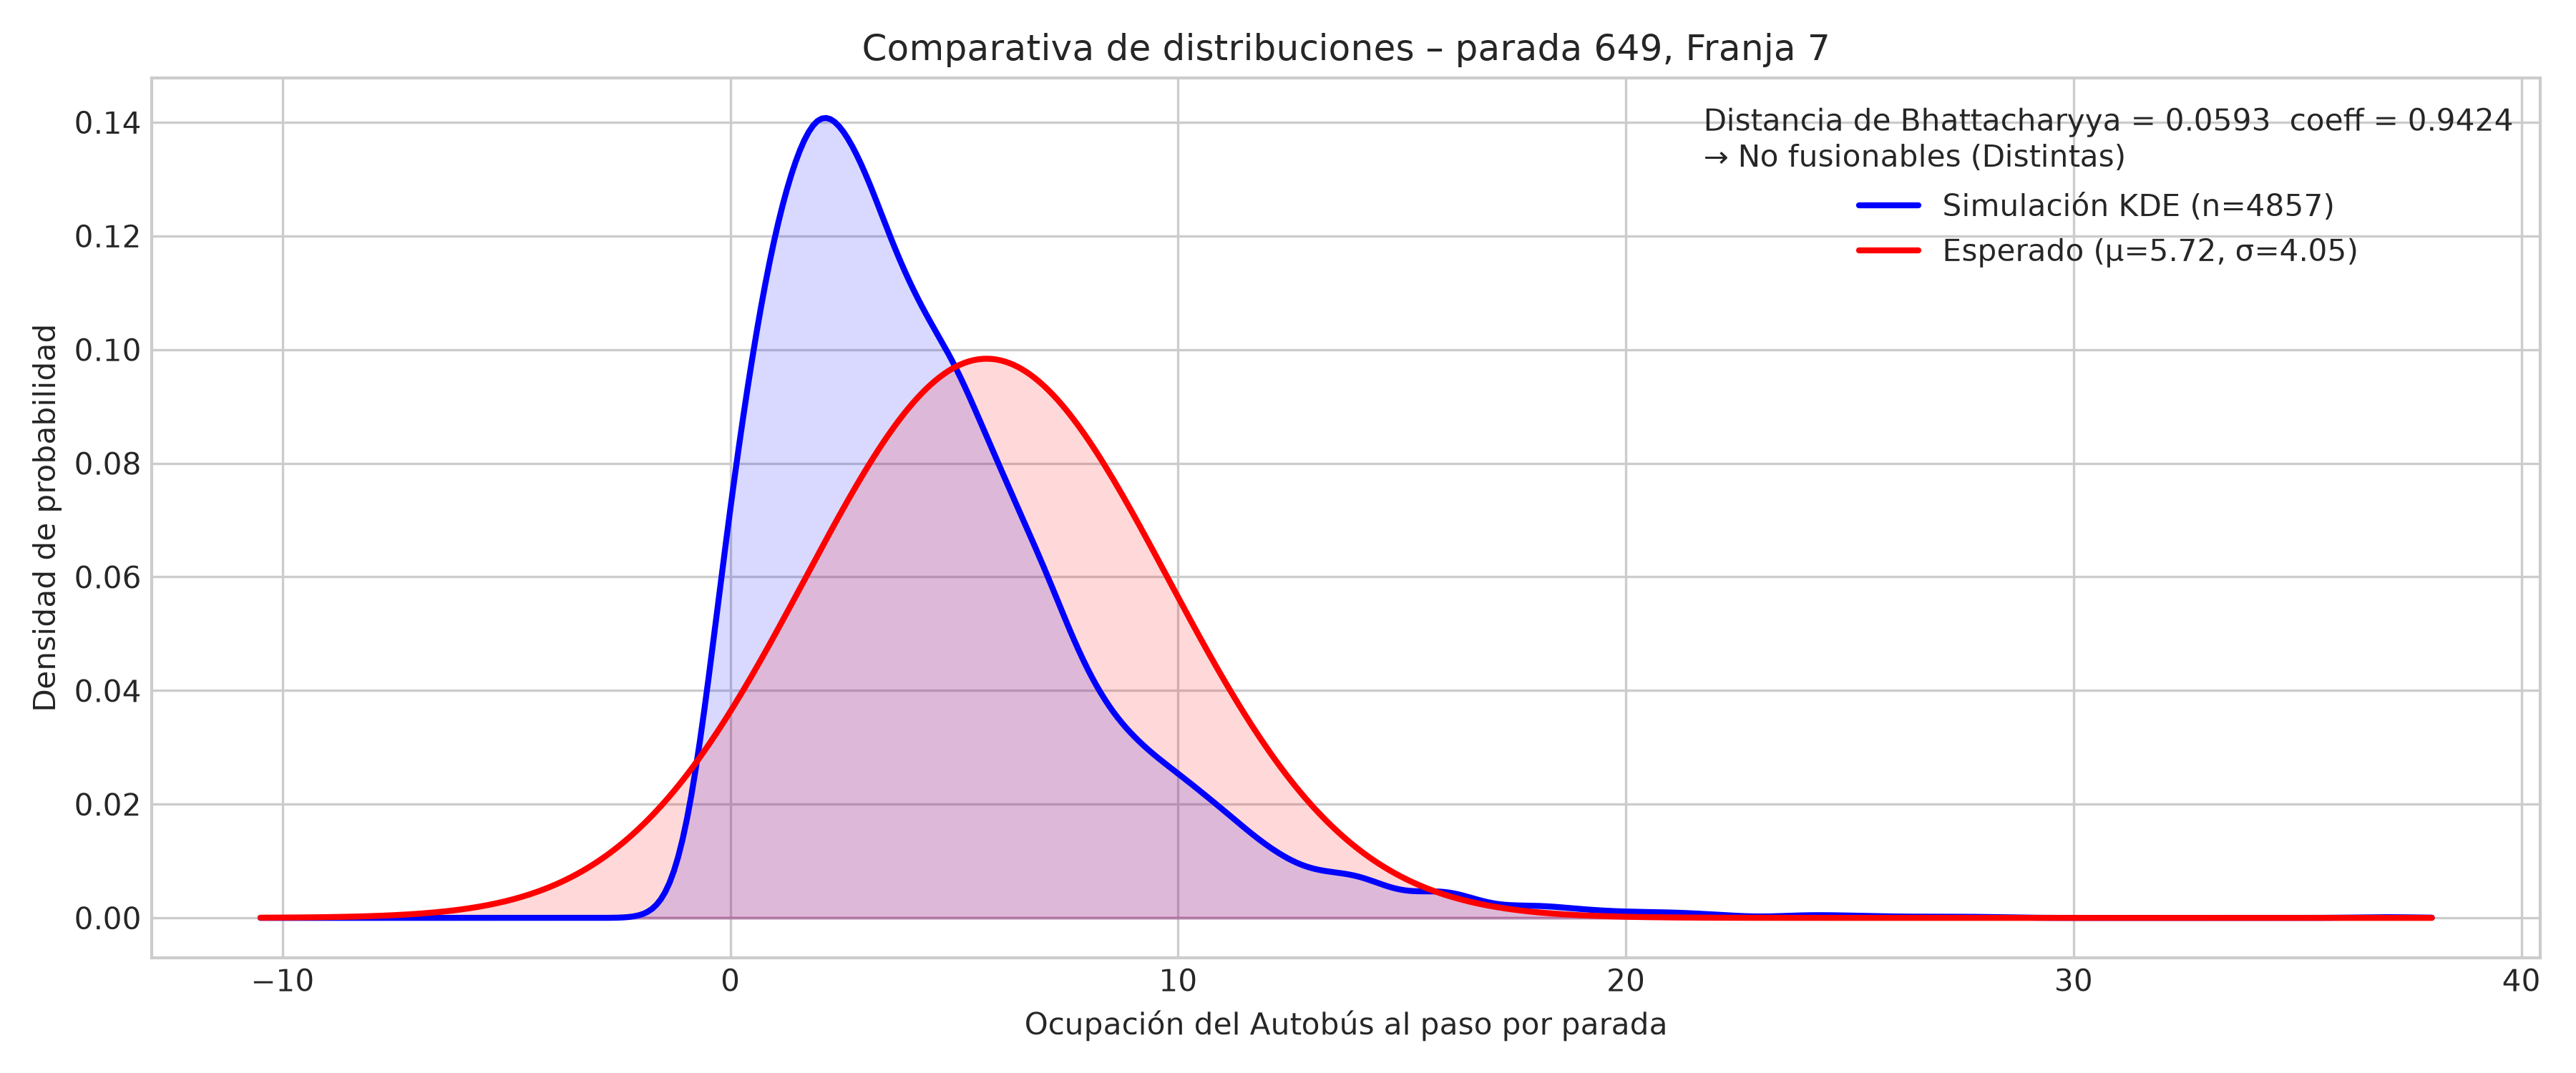 Comparativa de distribuciones – parada 649, Franja 7
Distancia de Bhattacharyya = 0.0593  coeff = 0.9424
→ No fusionables (Distintas)
Simulación KDE (n=4857)
Esperado (μ=5.72, σ=4.05)
Densidad de probabilidad
0.14
0.12
0.10
0.08
0.06
0.04
0.02
0.00
−10 0 10 20 30 40
Ocupación del Autobús al paso por parada